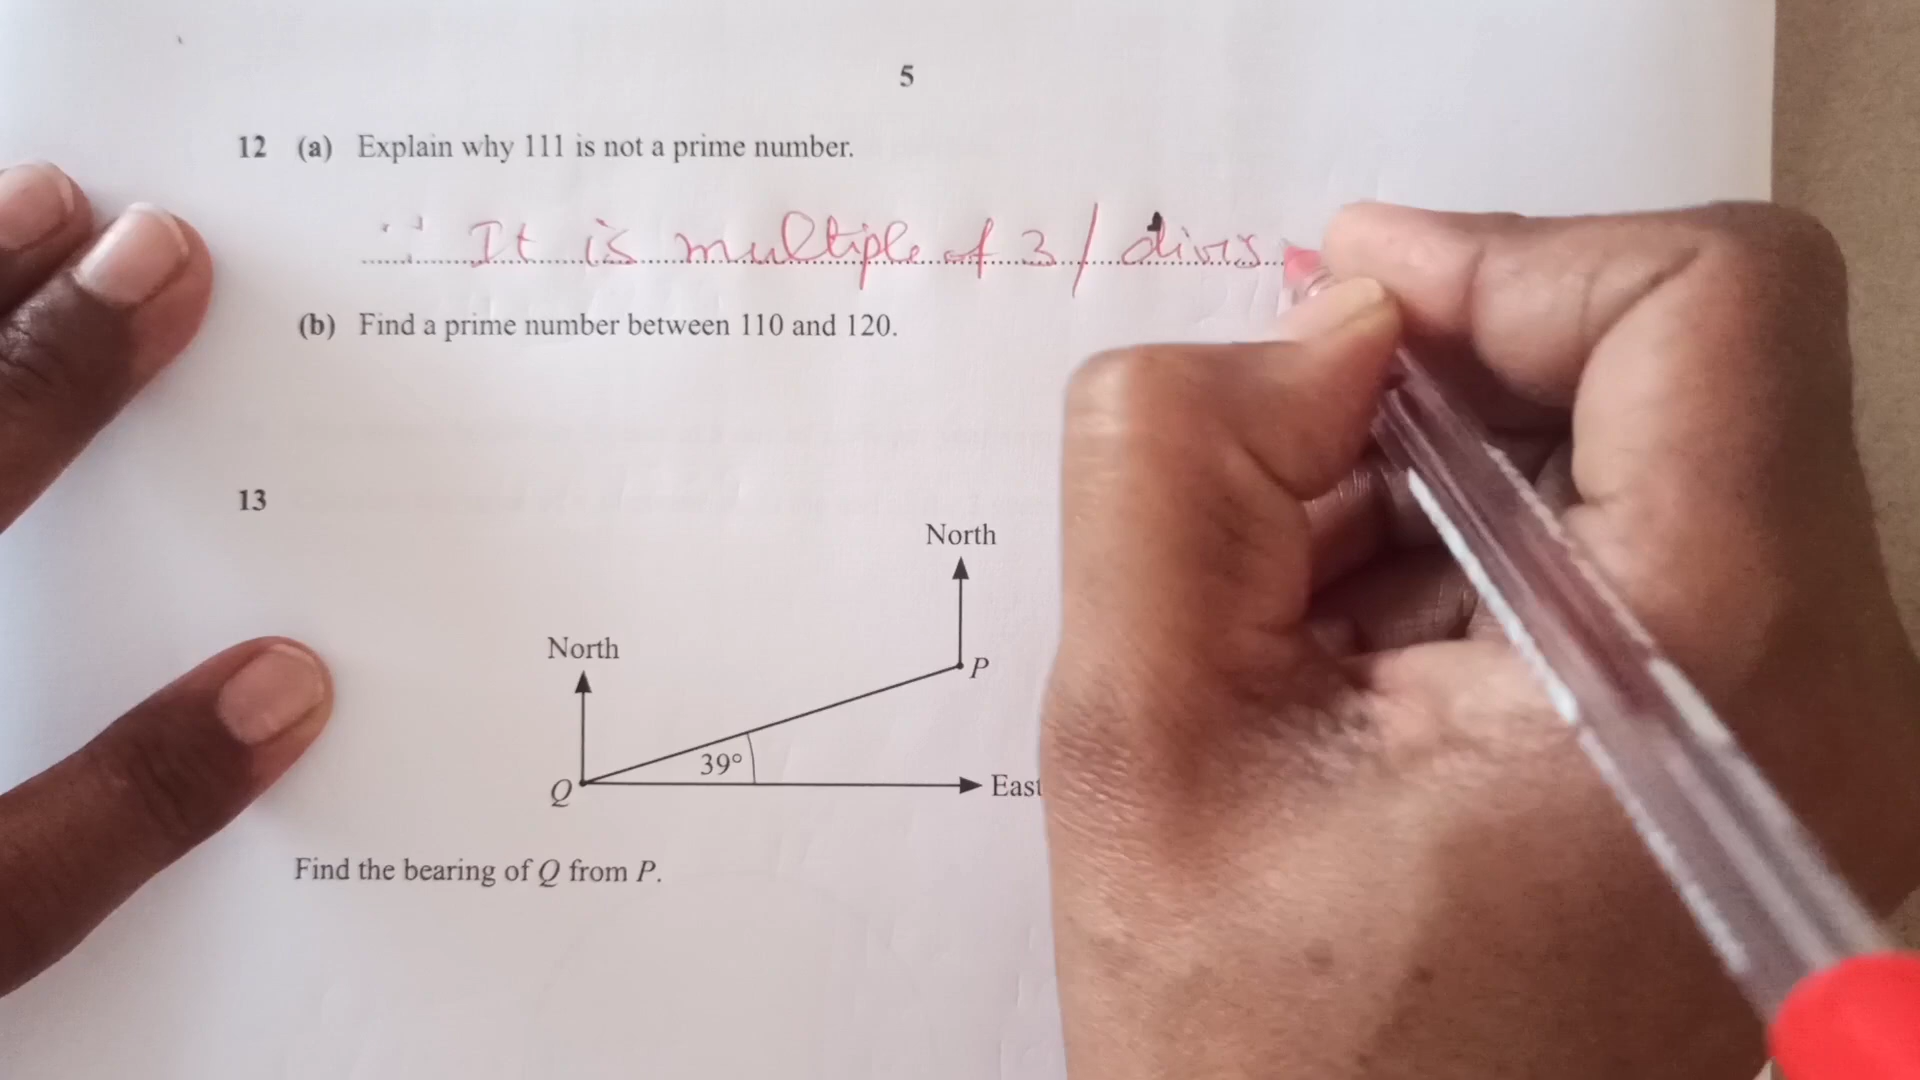 5
12 (a) Explain why 111 is not a prime number.
It is multiple of 3 / divis
(b) Find a prime number between 110 and 120.
13
North
North
P
39°
Q
East
Find the bearing of Q from P.